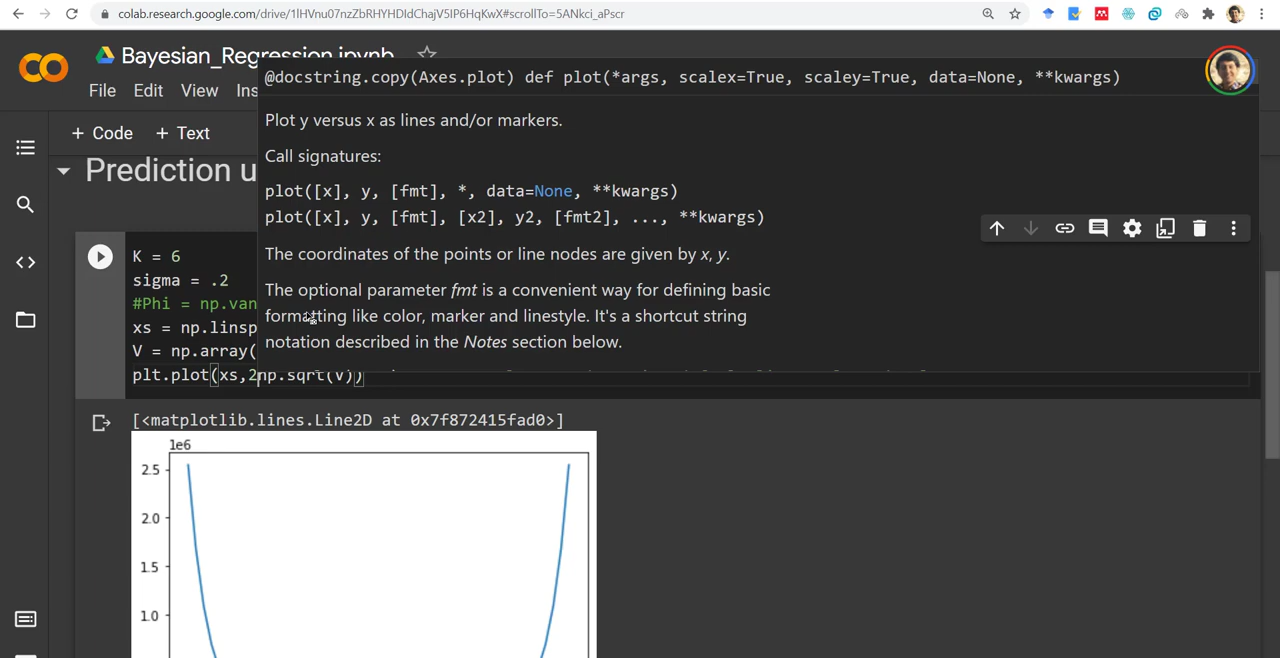 colab.research.google.com/drive/1lHVnu07nzZbRHYHDIdChajV5IP6HqKwX#scrollTo=5ANkci_aPscr
Bayesian_Regression.ipynb
File Edit View Ins
@docstring.copy(Axes.plot) def plot(*args, scalex=True, scaley=True, data=None, **kwargs)
Plot y versus x as lines and/or markers.
Call signatures:
plot([x], y, [fmt], *, data=None, **kwargs)
plot([x], y, [fmt], [x2], y2, [fmt2], ..., **kwargs)
The coordinates of the points or line nodes are given by x, y.
The optional parameter fmt is a convenient way for defining basic
formatting like color, marker and linestyle. It's a shortcut string
notation described in the Notes section below.
+ Code + Text
Prediction u
K = 6
sigma = .2
#Phi = np.van
xs = np.linsp
V = np.array(
plt.plot(xs,2np.sqrt(V))
[<matplotlib.lines.Line2D at 0x7f872415fad0>]
1e6
2.5
2.0
1.5
1.0